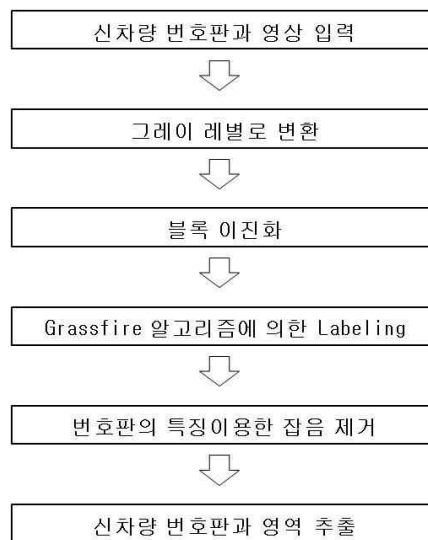 신차량 번호판과 영상 입력
그레이 레벨로 변환
블록 이진화
Grassfire 알고리즘에 의한 Labeling
번호판의 특징이용한 잡음 제거
신차량 번호판과 영역 추출